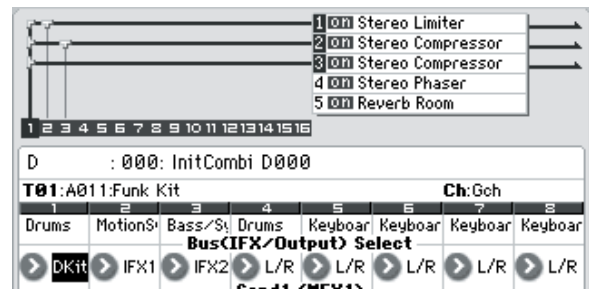 1 on Stereo Limiter
2 on Stereo Compressor
3 on Stereo Compressor
4 on Stereo Phaser
5 on Reverb Room
1 2 3 4 5 6 7 8 9 10 11 12 13 14 15 16
D : 000: InitCombi D000
T01:A011:Funk Kit Ch:Gch
1 2 3 4 5 6 7 8
Drums MotionS Bass/Sy Drums Keyboar Keyboar Keyboar Keyboar
Bus(IFX/Output) Select
DKit IFX1 IFX2 L/R L/R L/R L/R L/R
Send1 (MFX1)